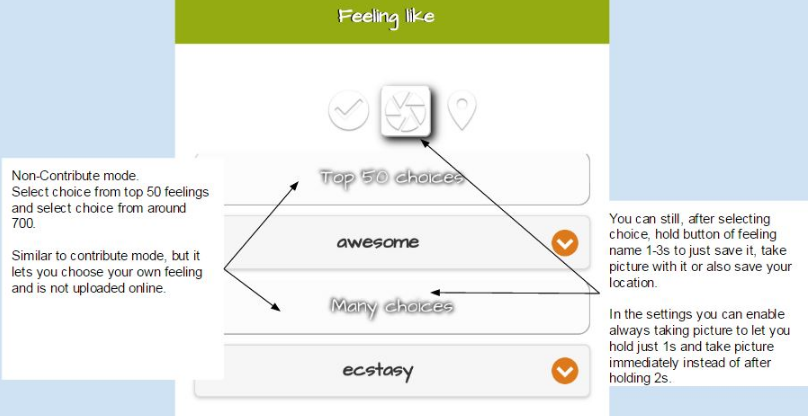 Feeling like
Top 50 choices
awesome
Many choices
ecstasy
Non-Contribute mode.
Select choice from top 50 feelings
and select choice from around
700.
Similar to contribute mode, but it
lets you choose your own feeling
and is not uploaded online.
You can still, after selecting
choice, hold button of feeling
name 1-3s to just save it, take
picture with it or also save your
location.
In the settings you can enable
always taking picture to let you
hold just 1s and take picture
immediately instead of after
holding 2s.